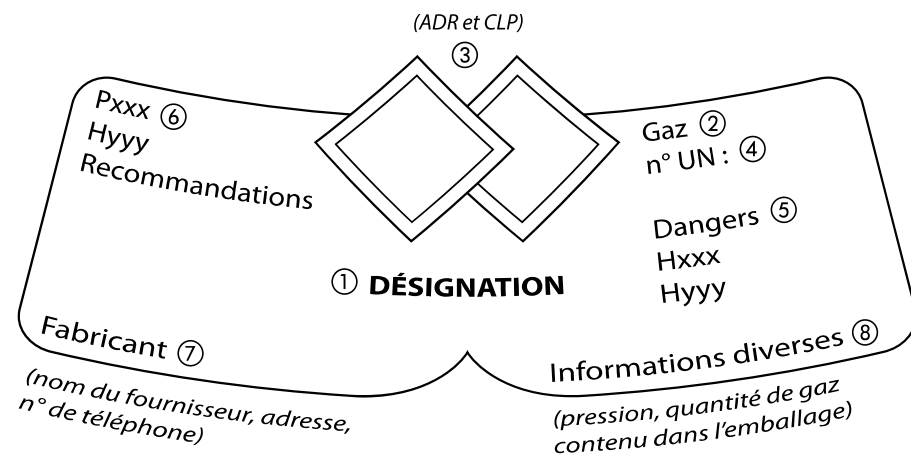 (ADR et CLP)
③
Pxxx ⑥
Hyyy
Recommandations
Gaz ②
n° UN : ④
Dangers ⑤
Hxxx
Hyyy
① DÉSIGNATION
Fabricant ⑦
(nom du fournisseur, adresse,
n° de téléphone)
Informations diverses ⑧
(pression, quantité de gaz
contenu dans l'emballage)